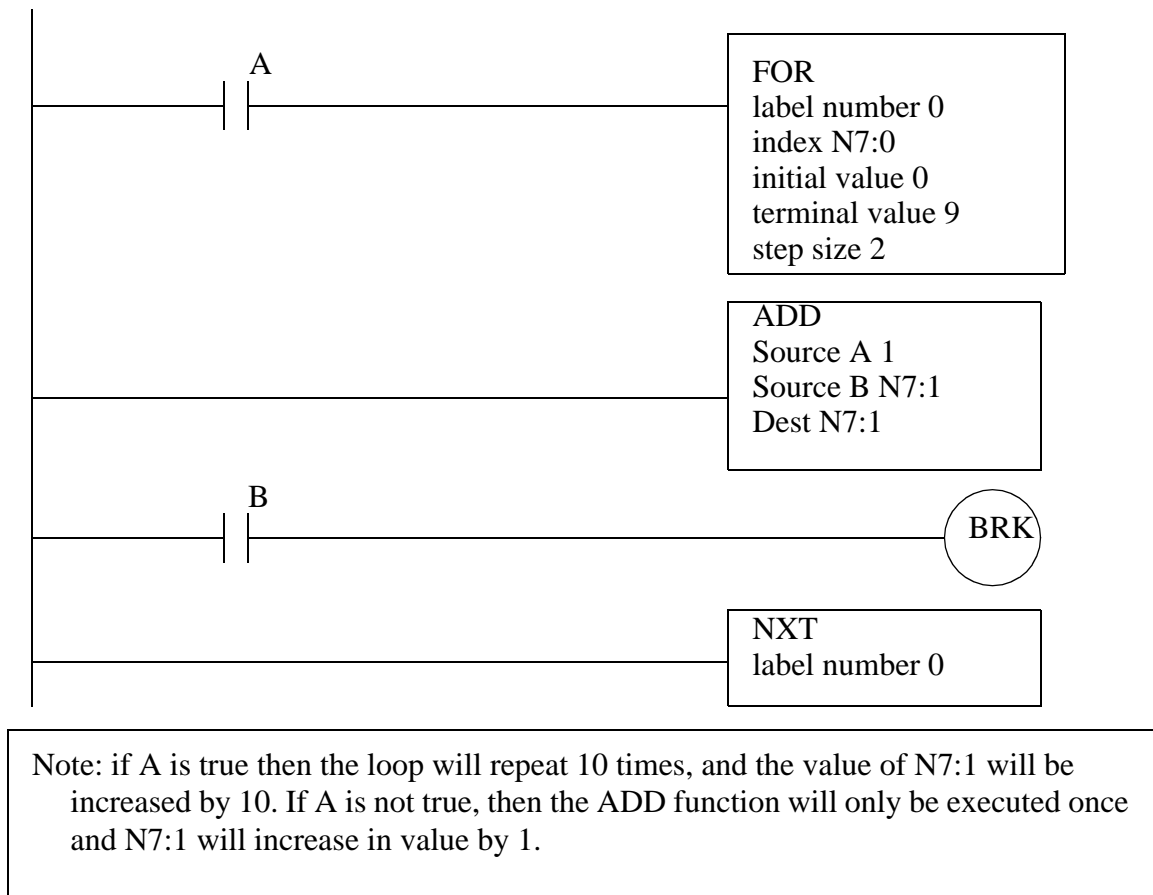 A
FOR
label number 0
index N7:0
initial value 0
terminal value 9
step size 2
ADD
Source A 1
Source B N7:1
Dest N7:1
B
BRK
NXT
label number 0
Note: if A is true then the loop will repeat 10 times, and the value of N7:1 will be
increased by 10. If A is not true, then the ADD function will only be executed once
and N7:1 will increase in value by 1.